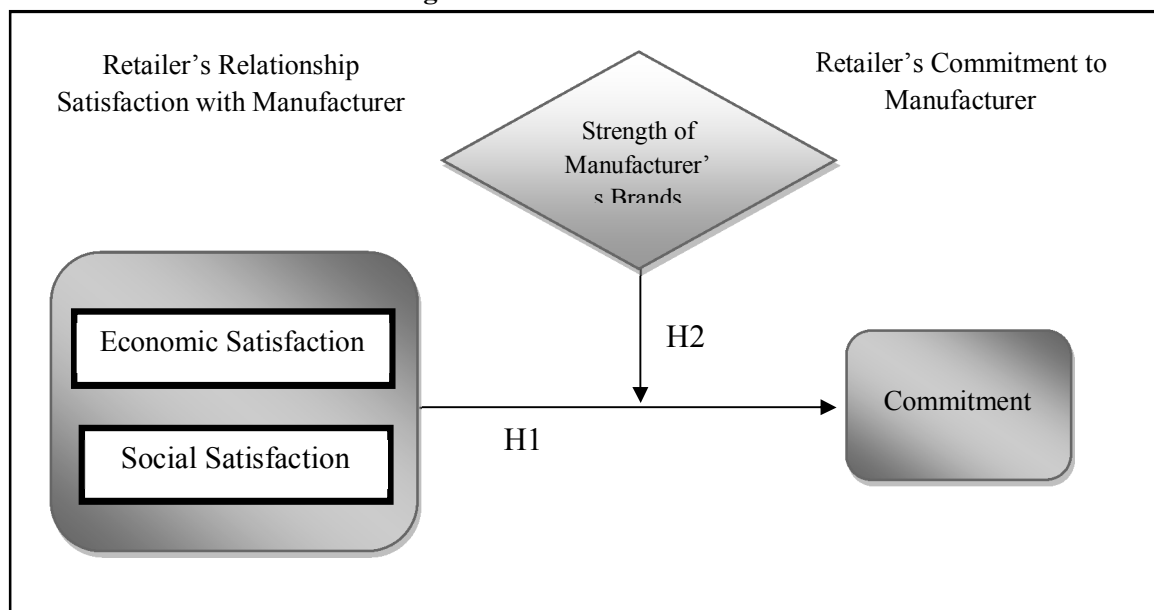 Retailer's Relationship
Satisfaction with Manufacturer
Retailer's Commitment to
Manufacturer
Strength of
Manufacturer'
s Brands
Economic Satisfaction
Social Satisfaction
H2
H1
Commitment